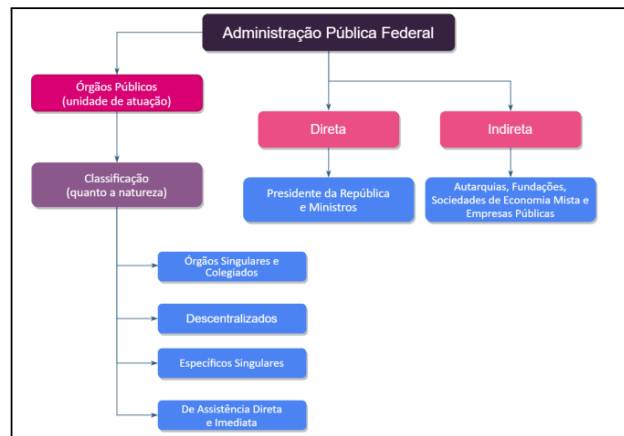 Administração Pública Federal
Órgãos Públicos
(unidade de atuação)
Direta
Indireta
Classificação
(quanto a natureza)
Presidente da República
e Ministros
Autarquias, Fundações,
Sociedades de Economia Mista e
Empresas Públicas
Órgãos Singulares e
Colegiados
Descentralizados
Específicos Singulares
De Assistência Direta
e Imediata